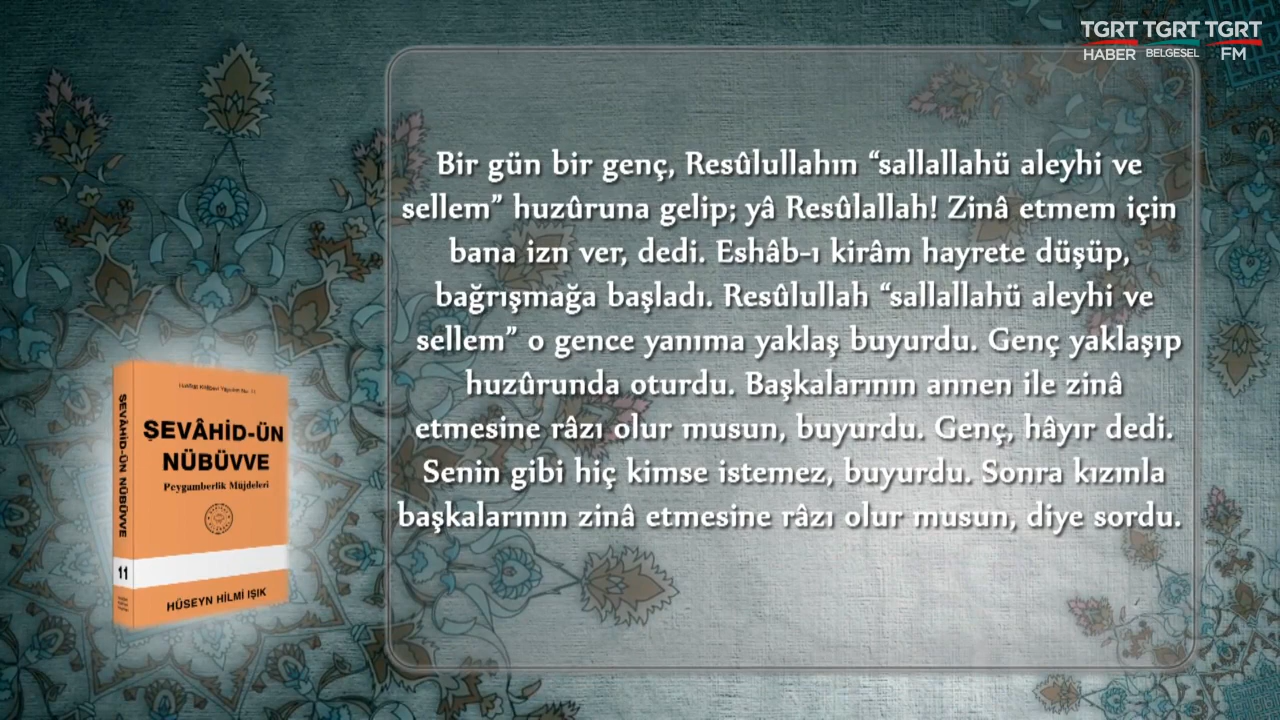 TGRT TGRT TGRT
HABER BELGESEL FM
Bir gün bir genç, Resûlullahın “sallallahü aleyhi ve
sellem” huzûruna gelip; yâ Resûlallah! Zinâ etmem için
bana izn ver, dedi. Eshâb-ı kirâm hayrete düşüp,
bağrışmağa başladı. Resûlullah “sallallahü aleyhi ve
sellem” o gence yanıma yaklaş buyurdu. Genç yaklaşıp
huzûrunda oturdu. Başkalarının annen ile zinâ
etmesine râzı olur musun, buyurdu. Genç, hâyır dedi.
Senin gibi hiç kimse istemez, buyurdu. Sonra kızınla
başkalarının zinâ etmesine râzı olur musun, diye sordu.
ŞEVÂHİD-ÜN
NÜBÜVVE
Peygamberlik Müjdeleri
HÜSEYN HİLMİ IŞIK
ŞEVÂHİD-ÜN NÜBÜVVE
11